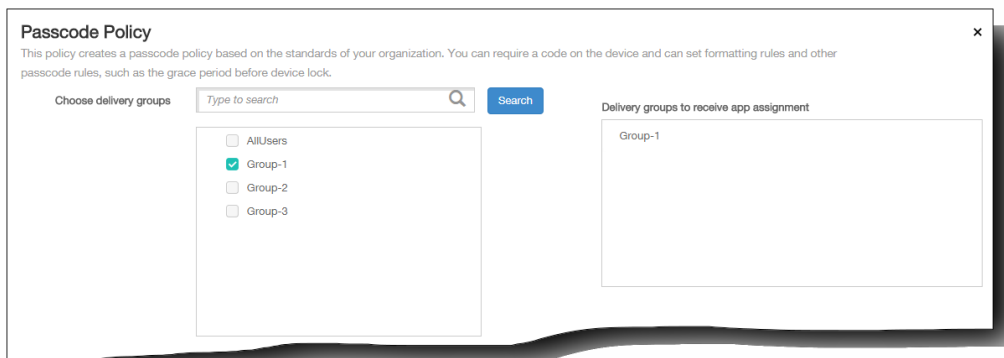 Passcode Policy
×
This policy creates a passcode policy based on the standards of your organization. You can require a code on the device and can set formatting rules and other
passcode rules, such as the grace period before device lock.
Choose delivery groups
Type to search
Search
AllUsers
Group-1
Group-2
Group-3
Delivery groups to receive app assignment
Group-1